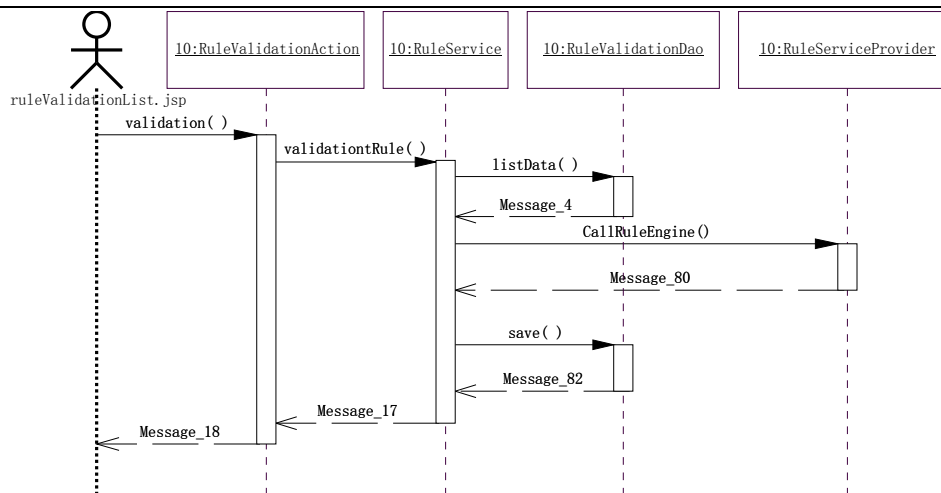 10:RuleValidationAction
10:RuleService
10:RuleValidationDao
10:RuleServiceProvider
ruleValidationList.jsp
validation( )
validationtRule( )
listData( )
Message_4
CallRuleEngine()
Message_80
save( )
Message_82
Message_17
Message_18